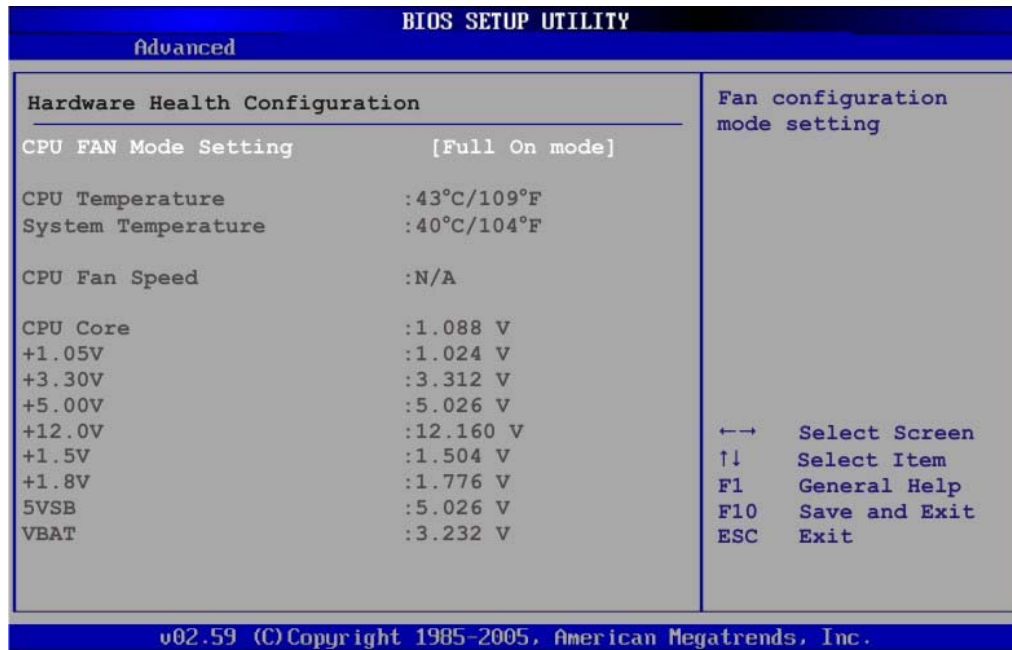 BIOS SETUP UTILITY
Advanced
Hardware Health Configuration
CPU FAN Mode Setting [Full On mode]
CPU Temperature :43°C/109°F
System Temperature :40°C/104°F
CPU Fan Speed :N/A
CPU Core :1.088 V
+1.05V :1.024 V
+3.30V :3.312 V
+5.00V :5.026 V
+12.0V :12.160 V
+1.5V :1.504 V
+1.8V :1.776 V
5VSB :5.026 V
VBAT :3.232 V
Fan configuration
mode setting
←→ Select Screen
↑↓ Select Item
F1 General Help
F10 Save and Exit
ESC Exit
v02.59 (C)Copyright 1985-2005, American Megatrends, Inc.